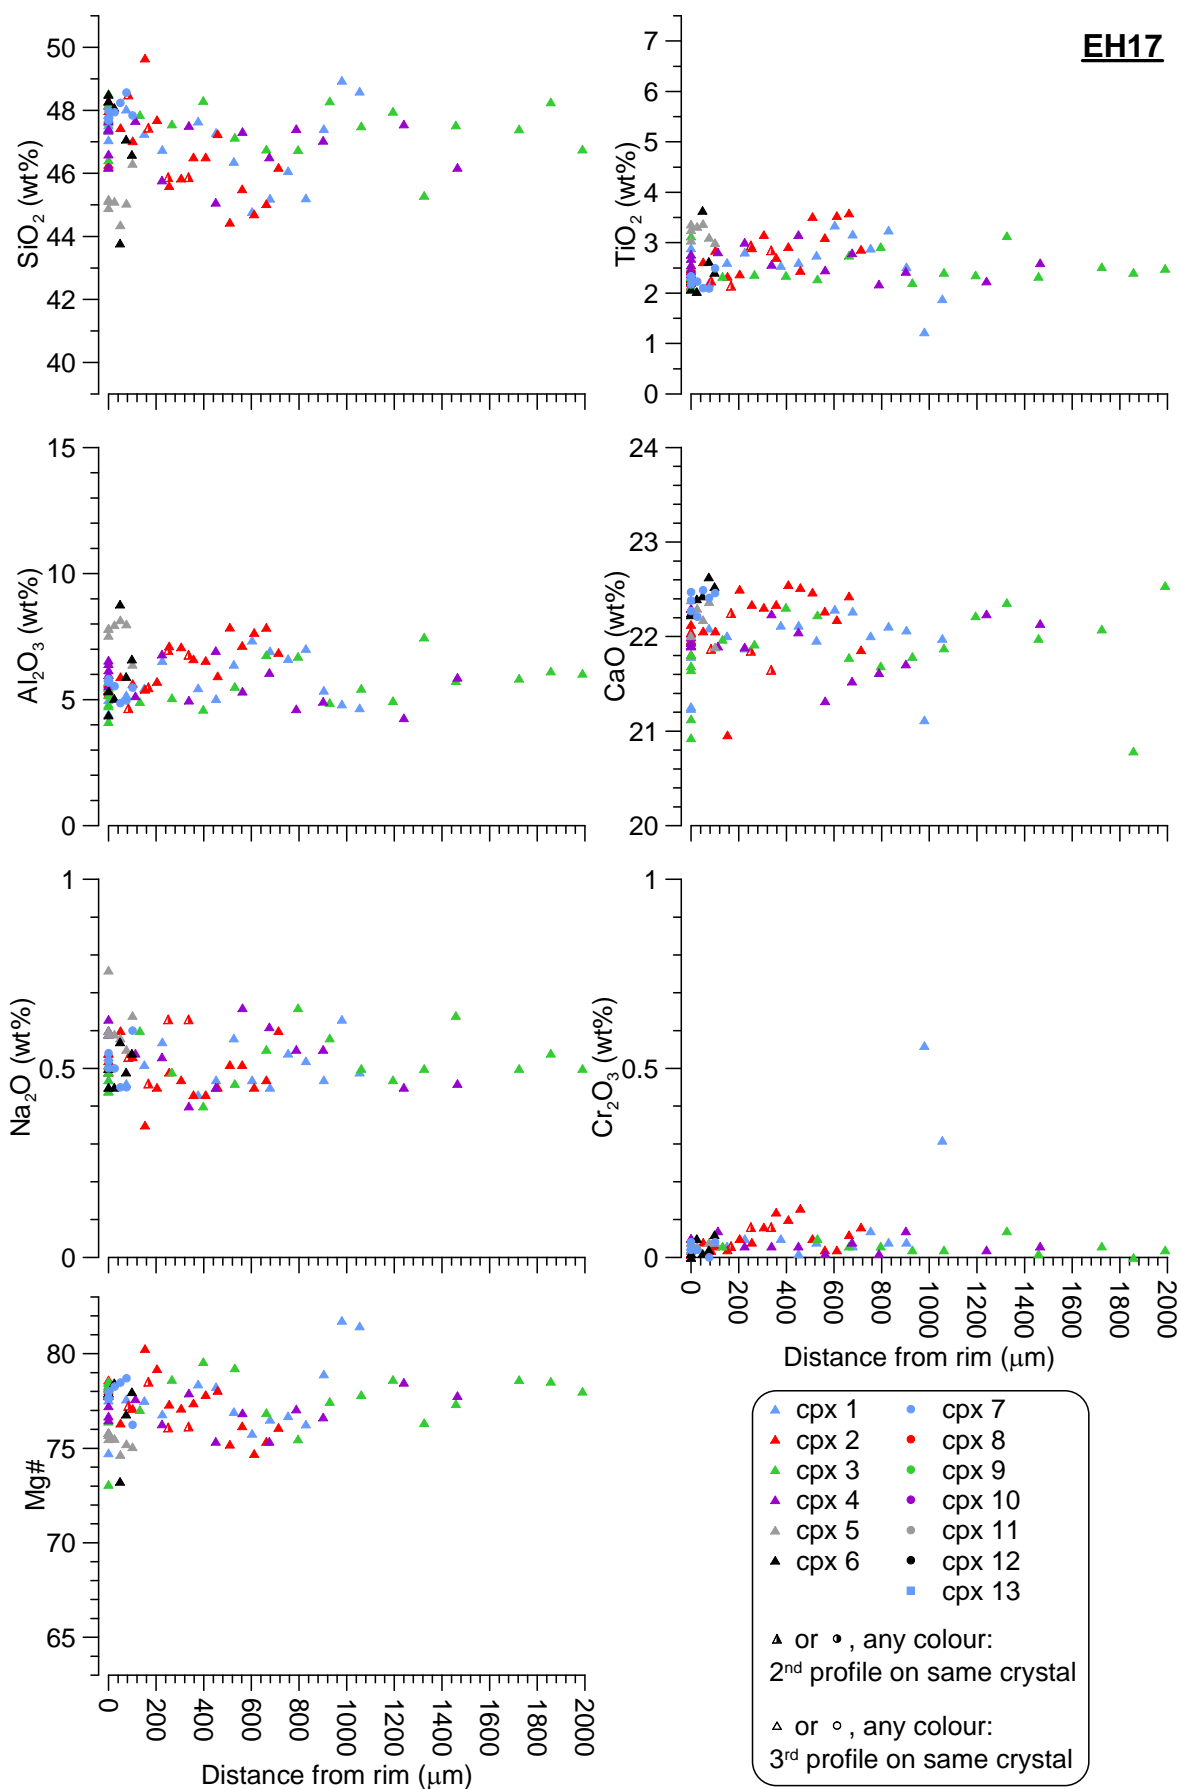 EH17
50
48
46
44
42
40
SiO2 (wt%)
7
6
5
4
3
2
1
0
TiO2 (wt%)
15
10
5
0
Al2O3 (wt%)
24
23
22
21
20
CaO (wt%)
1
0.5
0
Na2O (wt%)
1
0.5
0
Cr2O3 (wt%)
0
200
400
600
800
1000
1200
1400
1600
1800
2000
Distance from rim (μm)
80
75
70
65
Mg#
0
200
400
600
800
1000
1200
1400
1600
1800
2000
Distance from rim (μm)
cpx 1 cpx 7
cpx 2 cpx 8
cpx 3 cpx 9
cpx 4 cpx 10
cpx 5 cpx 11
cpx 6 cpx 12
cpx 13
or , any colour:
2nd profile on same crystal
or , any colour:
3rd profile on same crystal